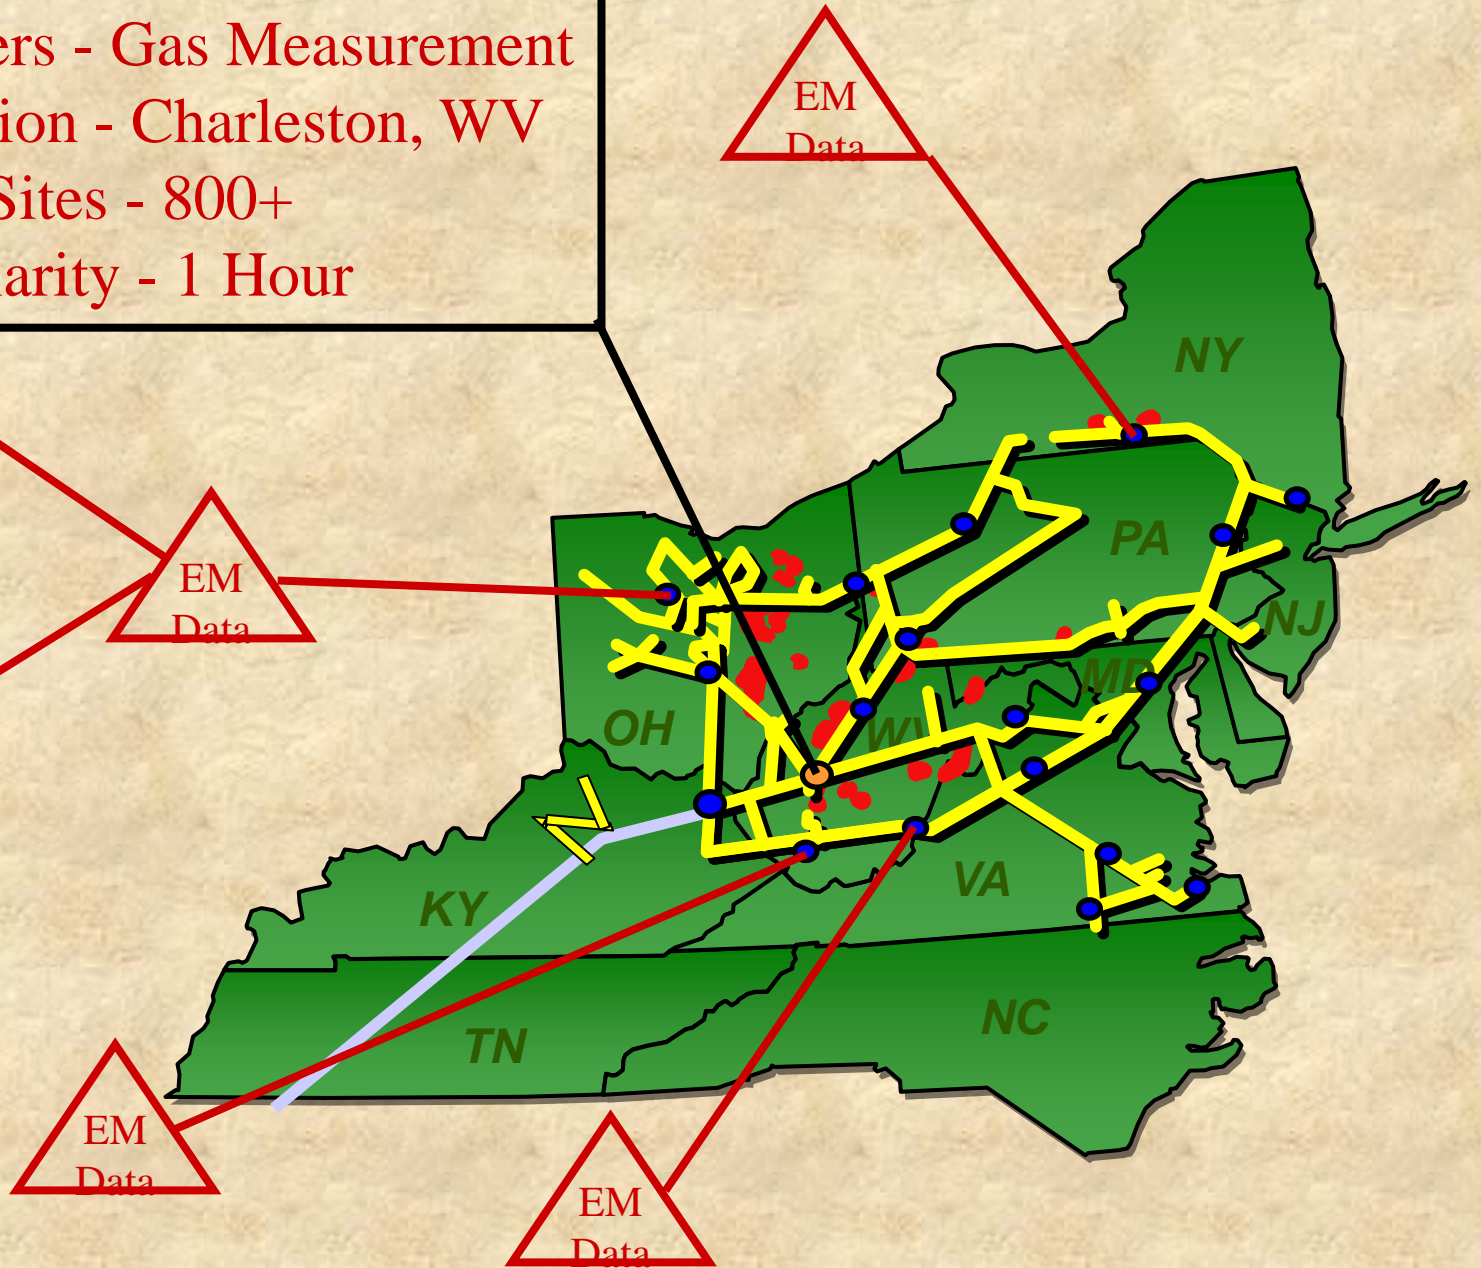 ers - Gas Measurement
ion - Charleston, WV
Sites - 800+
larity - 1 Hour
EM
Data
NY
PA
EM
Data
NJ
MD
OH
WV
KY
VA
TN
NC
EM
Data
EM
Data